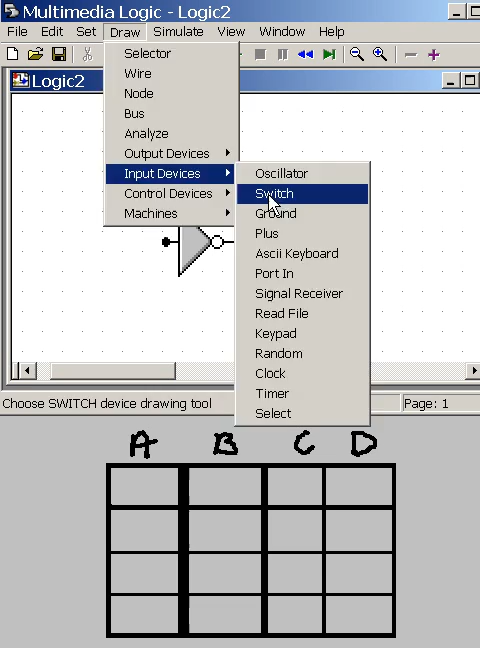 Multimedia Logic - Logic2
File Edit Set Draw Simulate View Window Help
Logic2
Selector
Wire
Node
Bus
Analyze
Output Devices
Input Devices
Control Devices
Machines
Oscillator
Switch
Ground
Plus
Ascii Keyboard
Port In
Signal Receiver
Read File
Keypad
Random
Clock
Timer
Select
Choose SWITCH device drawing tool
Page: 1
A B C D